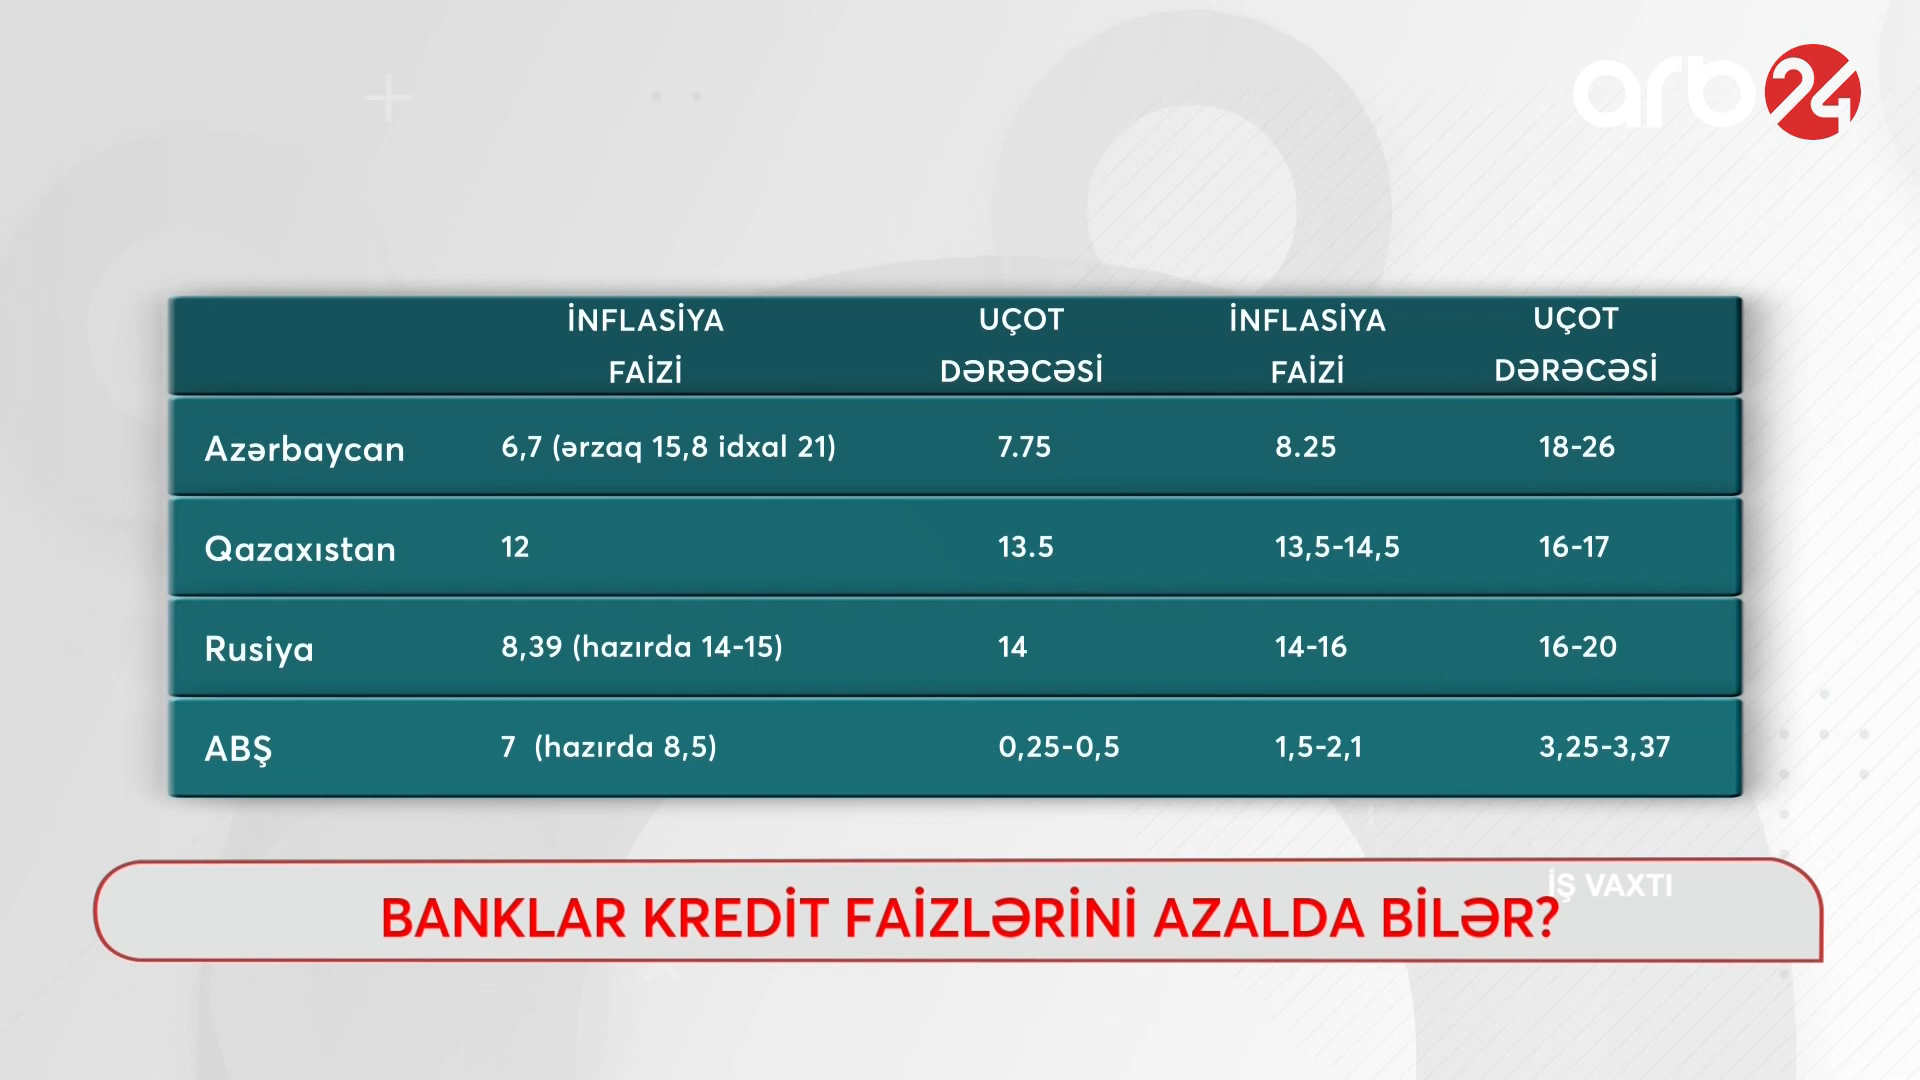 arb 24
İNFLASİYA FAİZİ UÇOT DƏRƏCƏSİ İNFLASİYA FAİZİ UÇOT DƏRƏCƏSİ
Azərbaycan 6,7 (ərzaq 15,8 idxal 21) 7.75 8.25 18-26
Qazaxıstan 12 13.5 13,5-14,5 16-17
Rusiya 8,39 (hazırda 14-15) 14 14-16 16-20
ABŞ 7 (hazırda 8,5) 0,25-0,5 1,5-2,1 3,25-3,37
İŞ VAXTI
BANKLAR KREDİT FAİZLƏRİNİ AZALDA BİLƏR?